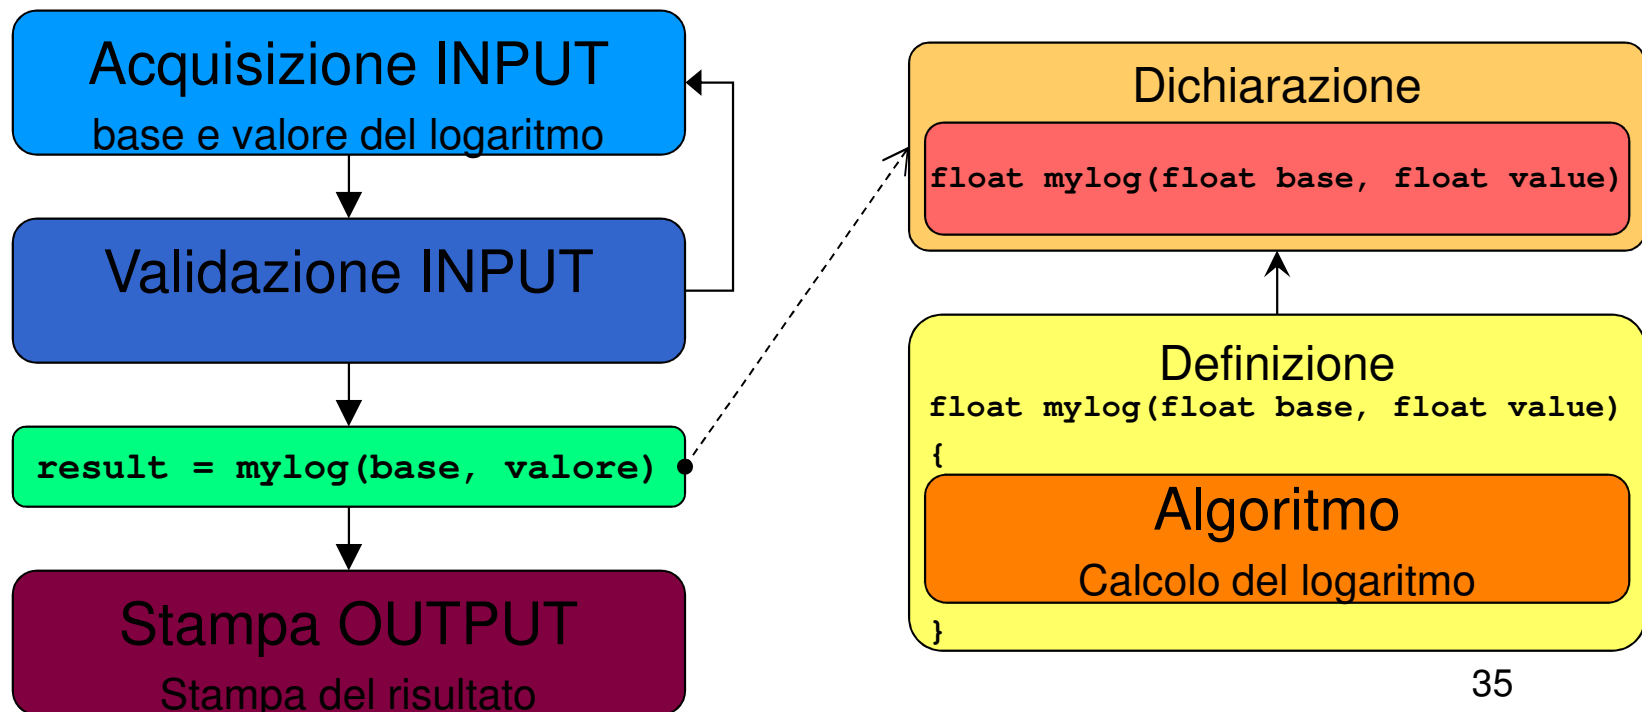 Acquisizione INPUT
base e valore del logaritmo
Validazione INPUT
result = mylog(base, valore)
Stampa OUTPUT
Stampa del risultato
Dichiarazione
float mylog(float base, float value)
Definizione
float mylog(float base, float value)
{
Algoritmo
Calcolo del logaritmo
}
35